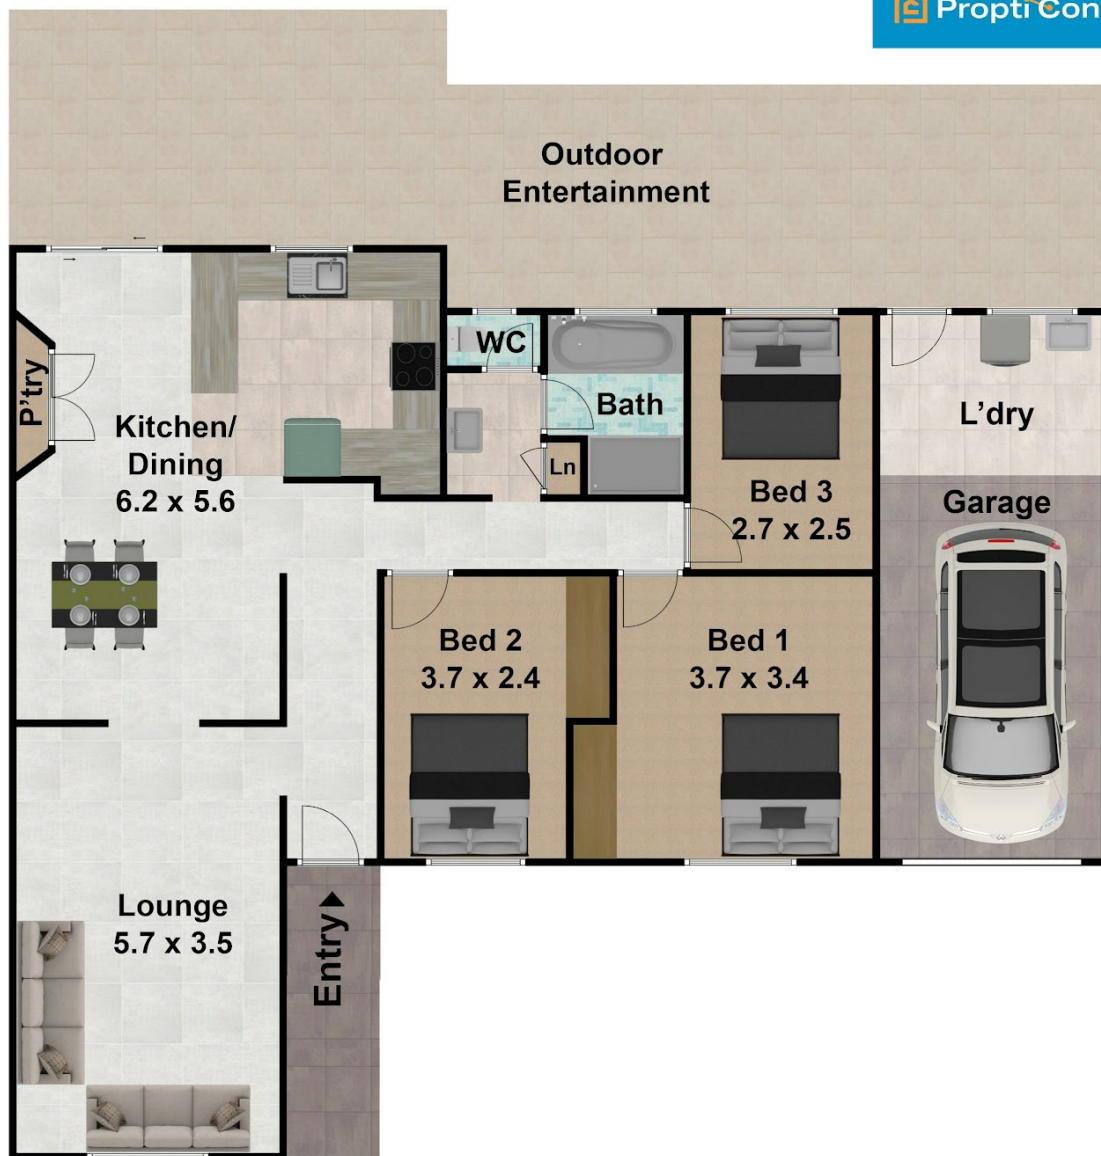 Propti Con
Outdoor
Entertainment
WC
P'try
Bath
Kitchen/
Dining
6.2 x 5.6
Ln
L'dry
Bed 3
2.7 x 2.5
Garage
Bed 2
3.7 x 2.4
Bed 1
3.7 x 3.4
Lounge
5.7 x 3.5
Entry